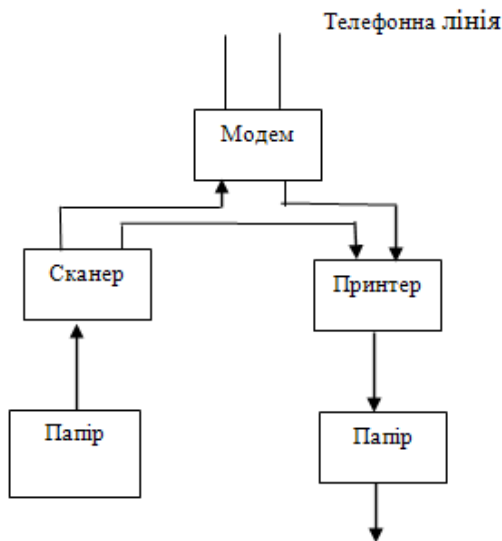 Телефонна лінія
Модем
Сканер
Принтер
Папір
Папір